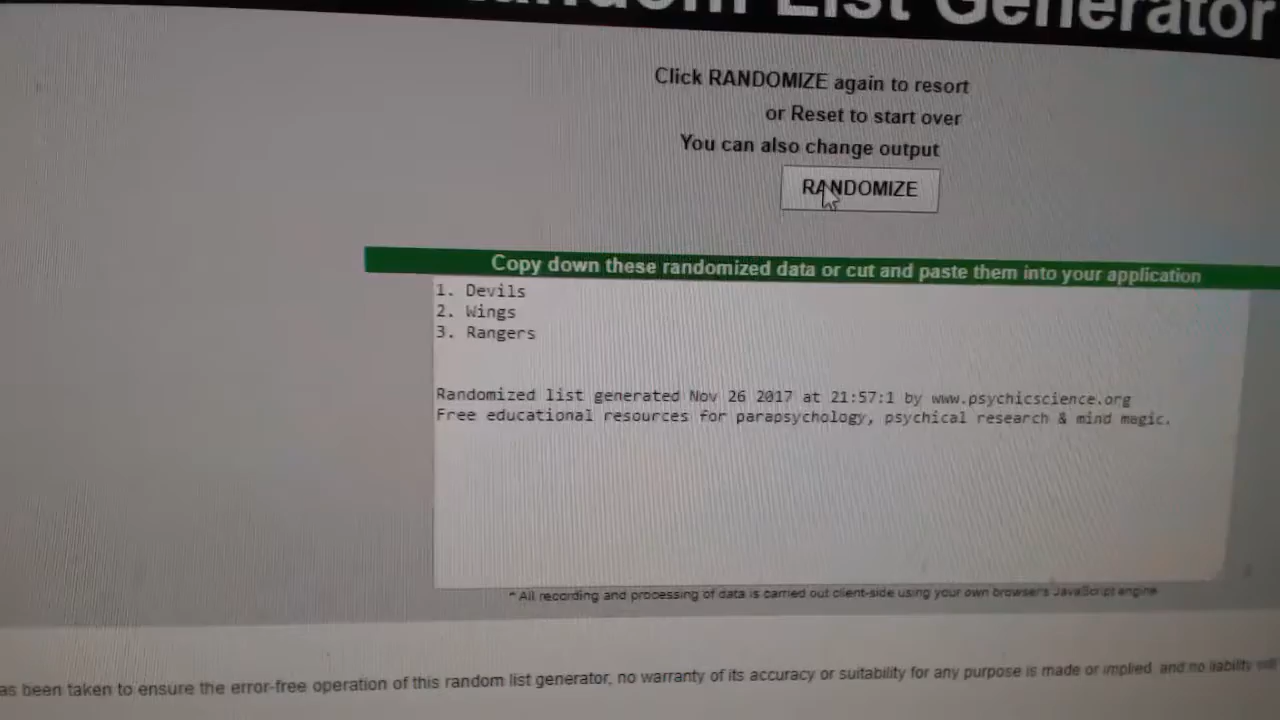 List Generator
Click RANDOMIZE again to resort
or Reset to start over
You can also change output
RANDOMIZE
Copy down these randomized data or cut and paste them into your application
1. Devils
2. Wings
3. Rangers
Randomized list generated Nov 26 2017 at 21:57:1 by www.psychicscience.org
Free educational resources for parapsychology, psychical research & mind magic.
* All recording and processing of data is carried out client-side using your own browser's JavaScript engine
as been taken to ensure the error-free operation of this random list generator, no warranty of its accuracy or suitability for any purpose is made or implied and no liability will